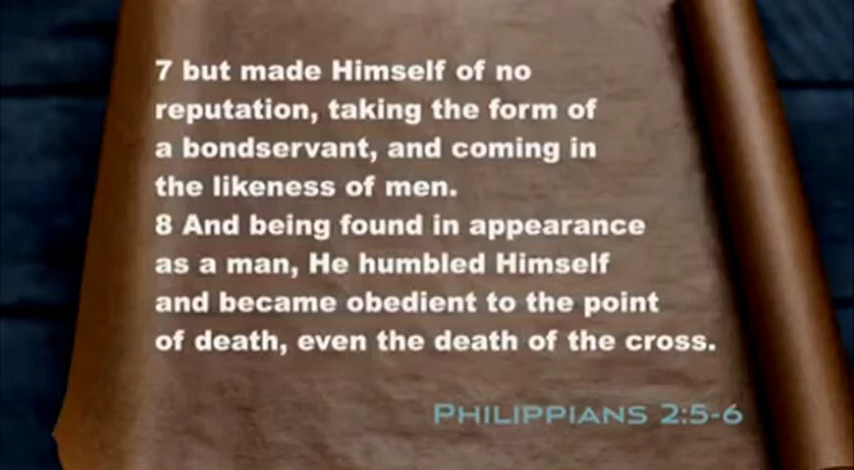 7 but made Himself of no
reputation, taking the form of
a bondservant, and coming in
the likeness of men.
8 And being found in appearance
as a man, He humbled Himself
and became obedient to the point
of death, even the death of the cross.
Philippians 2:5-6